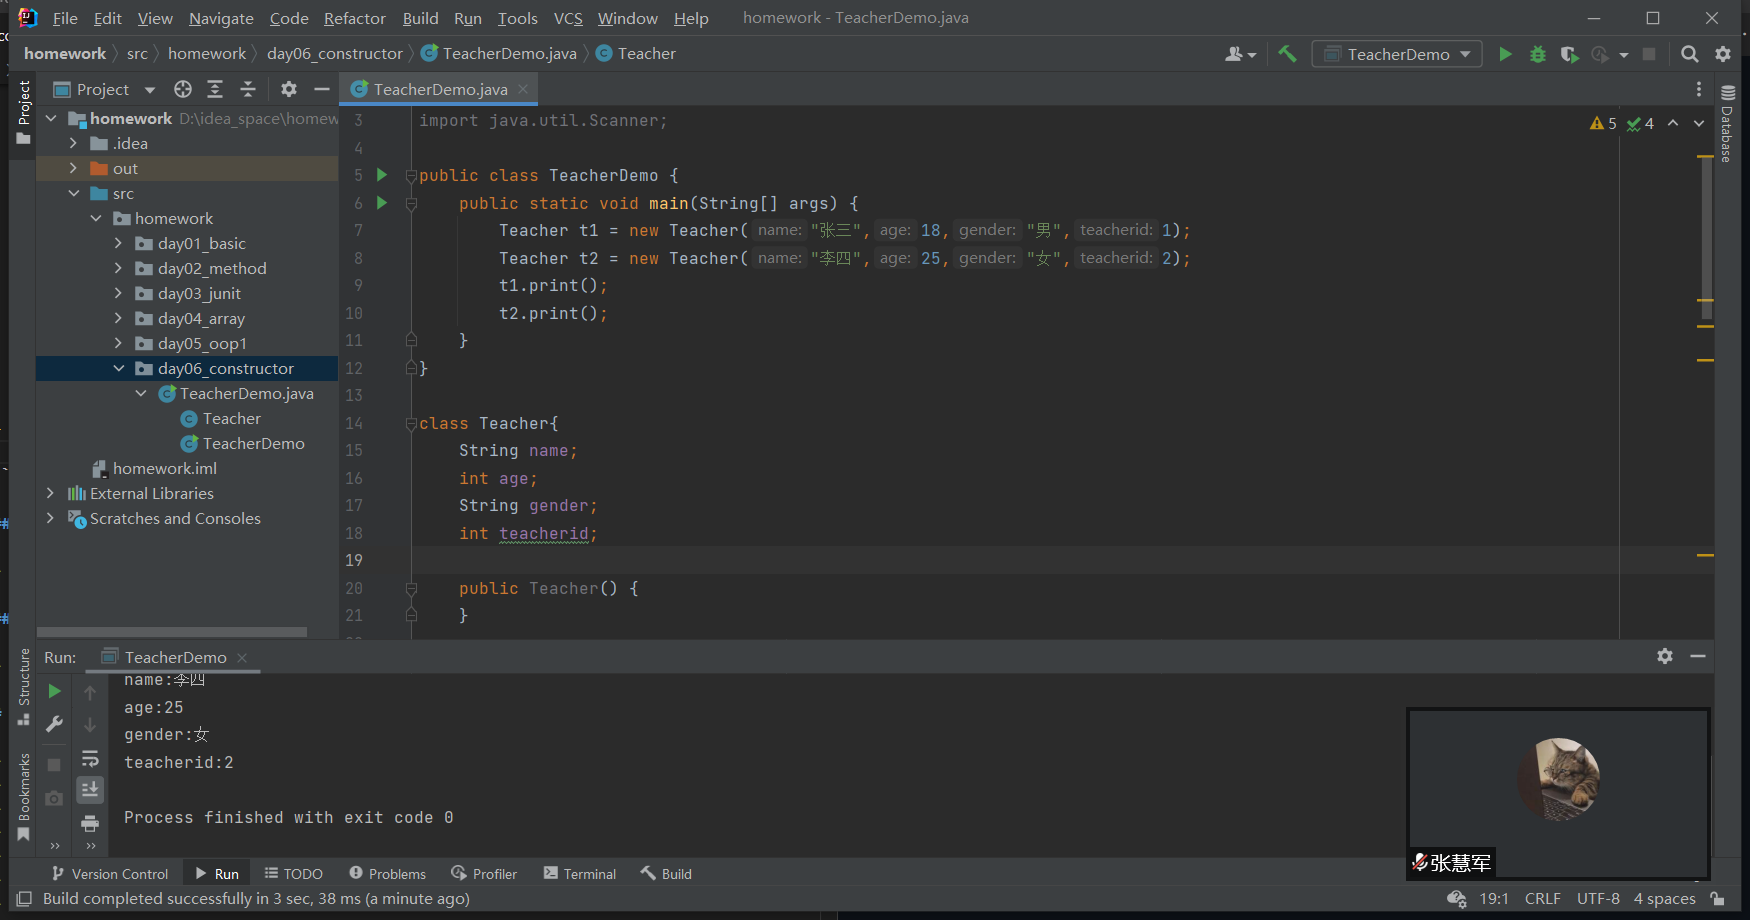 File Edit View Navigate Code Refactor Build Run Tools VCS Window Help homework - TeacherDemo.java
homework src homework day06_constructor TeacherDemo.java Teacher TeacherDemo
Project TeacherDemo.java
Project
Database
homework D:\idea_space\homew
.idea
out
src
homework
day01_basic
day02_method
day03_junit
day04_array
day05_oop1
day06_constructor
TeacherDemo.java
Teacher
TeacherDemo
homework.iml
External Libraries
Scratches and Consoles
5 4
3 import java.util.Scanner;
4
5 public class TeacherDemo {
6 public static void main(String[] args) {
7 Teacher t1 = new Teacher( name: "张三", age: 18, gender: "男", teacherid: 1);
8 Teacher t2 = new Teacher( name: "李四", age: 25, gender: "女", teacherid: 2);
9 t1.print();
10 t2.print();
11 }
12 }
13
14 class Teacher{
15 String name;
16 int age;
17 String gender;
18 int teacherid;
19
20 public Teacher() {
21 }
Structure
Bookmarks
Run: TeacherDemo
name:李四
age:25
gender:女
teacherid:2
Process finished with exit code 0
张慧军
Version Control Run TODO Problems Profiler Terminal Build
Build completed successfully in 3 sec, 38 ms (a minute ago) 19:1 CRLF UTF-8 4 spaces